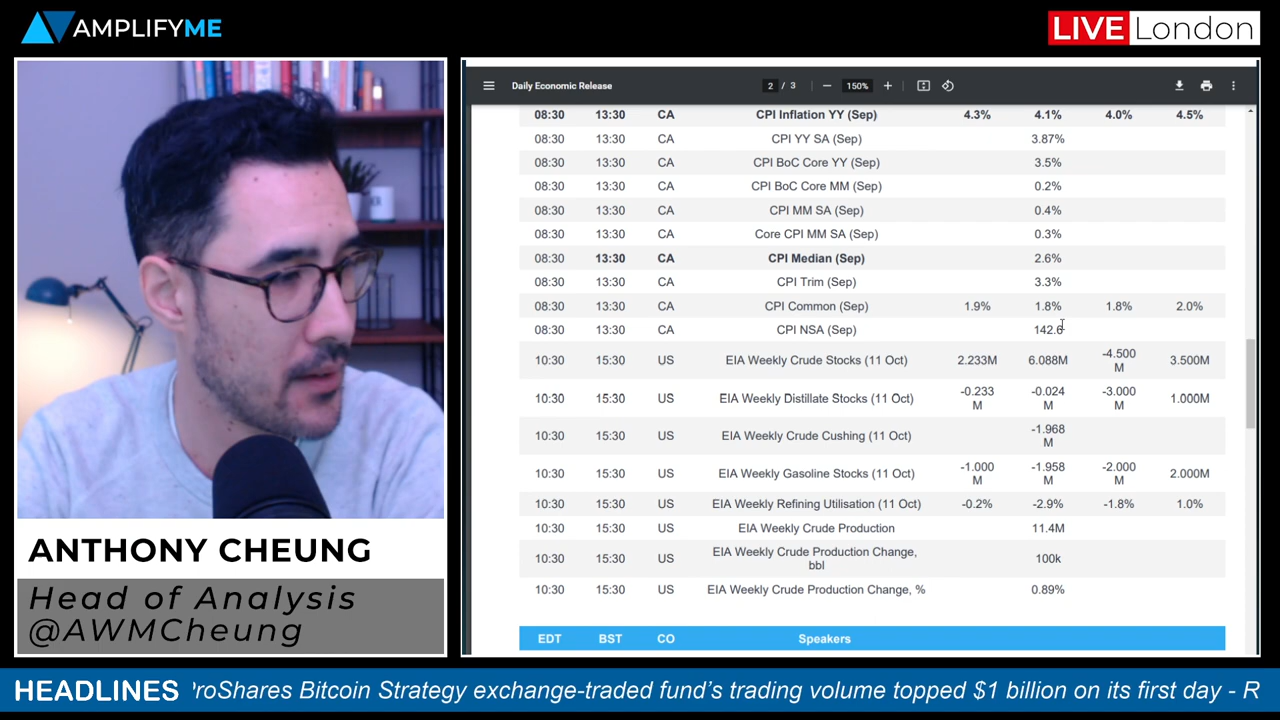 AMPLIFYME
LIVE London
Daily Economic Release 2 / 3 150%
08:30 13:30 CA CPI Inflation YY (Sep) 4.3% 4.1% 4.0% 4.5%
08:30 13:30 CA CPI YY SA (Sep) 3.87%
08:30 13:30 CA CPI BoC Core YY (Sep) 3.5%
08:30 13:30 CA CPI BoC Core MM (Sep) 0.2%
08:30 13:30 CA CPI MM SA (Sep) 0.4%
08:30 13:30 CA Core CPI MM SA (Sep) 0.3%
08:30 13:30 CA CPI Median (Sep) 2.6%
08:30 13:30 CA CPI Trim (Sep) 3.3%
08:30 13:30 CA CPI Common (Sep) 1.9% 1.8% 1.8% 2.0%
08:30 13:30 CA CPI NSA (Sep) 142.6
10:30 15:30 US EIA Weekly Crude Stocks (11 Oct) 2.233M 6.088M -4.500 M 3.500M
10:30 15:30 US EIA Weekly Distillate Stocks (11 Oct) -0.233 M -0.024 M -3.000 M 1.000M
10:30 15:30 US EIA Weekly Crude Cushing (11 Oct) -1.968 M
10:30 15:30 US EIA Weekly Gasoline Stocks (11 Oct) -1.000 M -1.958 M -2.000 M 2.000M
10:30 15:30 US EIA Weekly Refining Utilisation (11 Oct) -0.2% -2.9% -1.8% 1.0%
10:30 15:30 US EIA Weekly Crude Production 11.4M
10:30 15:30 US EIA Weekly Crude Production Change, bbl 100k
10:30 15:30 US EIA Weekly Crude Production Change, % 0.89%
EDT BST CO Speakers
ANTHONY CHEUNG
Head of Analysis
@AWMCheung
HEADLINES ProShares Bitcoin Strategy exchange-traded fund's trading volume topped $1 billion on its first day - R